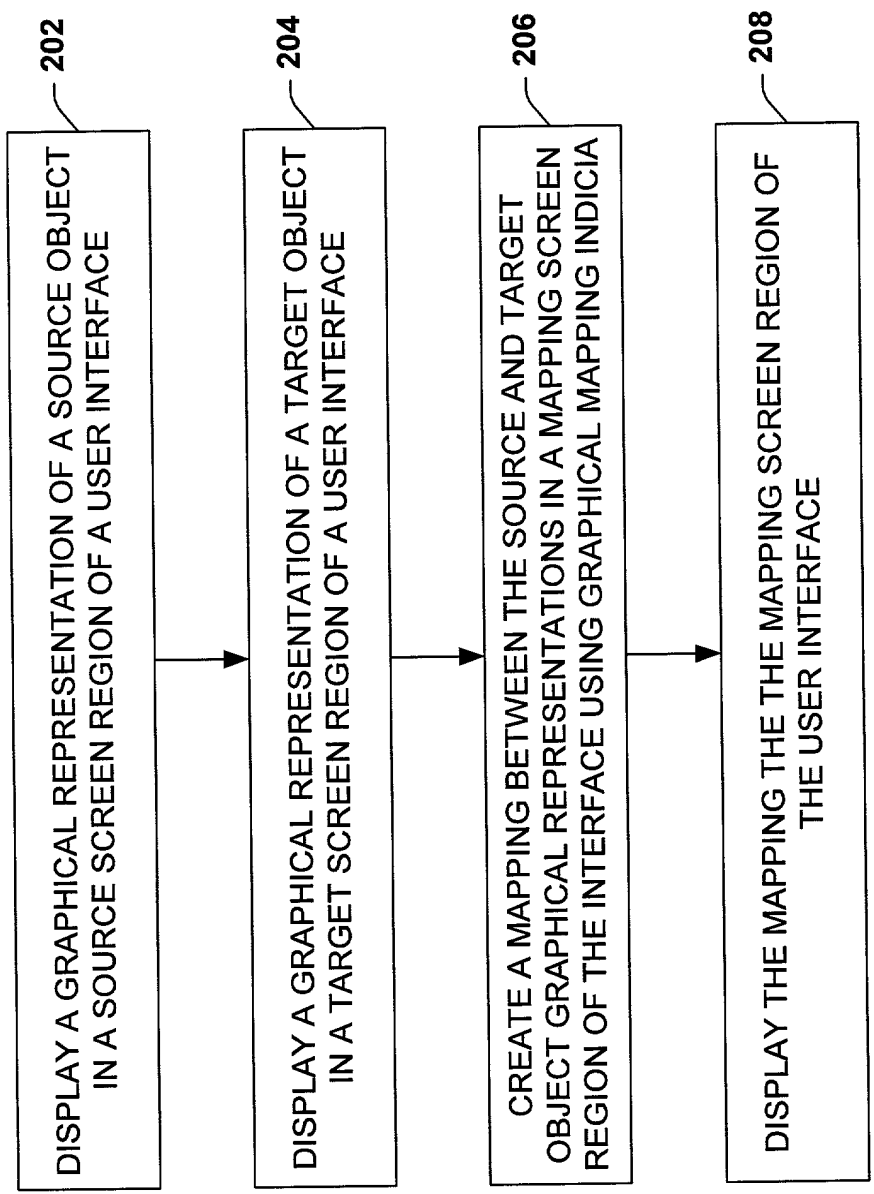 202
DISPLAY A GRAPHICAL REPRESENTATION OF A SOURCE OBJECT
IN A SOURCE SCREEN REGION OF A USER INTERFACE
204
DISPLAY A GRAPHICAL REPRESENTATION OF A TARGET OBJECT
IN A TARGET SCREEN REGION OF A USER INTERFACE
206
CREATE A MAPPING BETWEEN THE SOURCE AND TARGET
OBJECT GRAPHICAL REPRESENTATIONS IN A MAPPING SCREEN
REGION OF THE INTERFACE USING GRAPHICAL MAPPING INDICIA
208
DISPLAY THE MAPPING THE THE MAPPING SCREEN REGION OF
THE USER INTERFACE